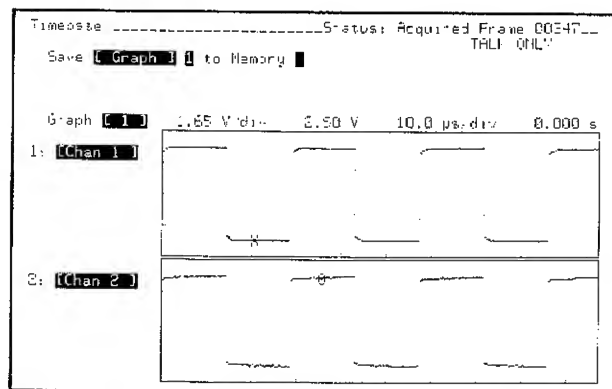 Timebase Status: Acquired Frame 00347
TALK ONLY
Save [ Graph ] 1 to Memory
Graph [ 1 ] 1.65 V/div 2.50 V 10.0 µs/div 0.000 s
1: [Chan 1 ]
2: [Chan 2 ]
X
O